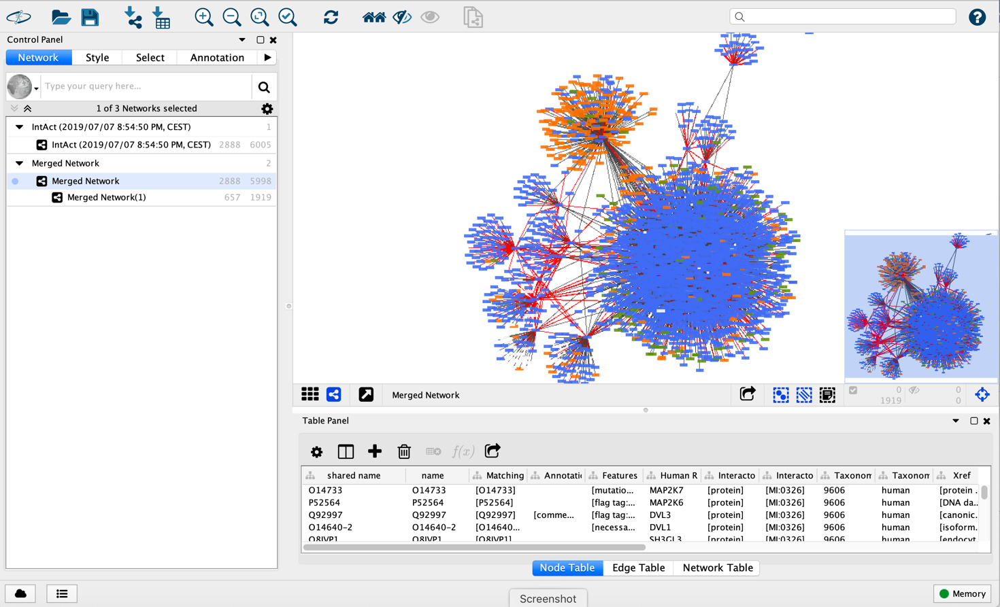 Control Panel
Network Style Select Annotation
Type your query here...
1 of 3 Networks selected
IntAct (2019/07/07 8:54:50 PM, CEST) 1
IntAct (2019/07/07 8:54:50 PM, CEST) 2888 6005
Merged Network 2
Merged Network 2888 5998
Merged Network(1) 657 1919
Merged Network
0 0
1919 0
Table Panel
f(x)
shared name name Matching Annotatic Features Human R Interacto Interacto Taxonom Taxonom Xref
O14733 O14733 [O14733] [mutatio... MAP2K7 [protein] [MI:0326] 9606 human [protein .
P52564 P52564 [P52564] [flag tag:... MAP2K6 [protein] [MI:0326] 9606 human [DNA da..
Q92997 Q92997 [Q92997] [comme... [flag tag:... DVL3 [protein] [MI:0326] 9606 human [canonic.
O14640-2 O14640-2 [O14640... [necessa... DVL1 [protein] [MI:0326] 9606 human [isoform.
Q8IVP1 Q8IVP1 [Q8IVP1] SH3GL3 [protein] [MI:0326] 9606 human [endocyt
Node Table Edge Table Network Table
Screenshot
Memory